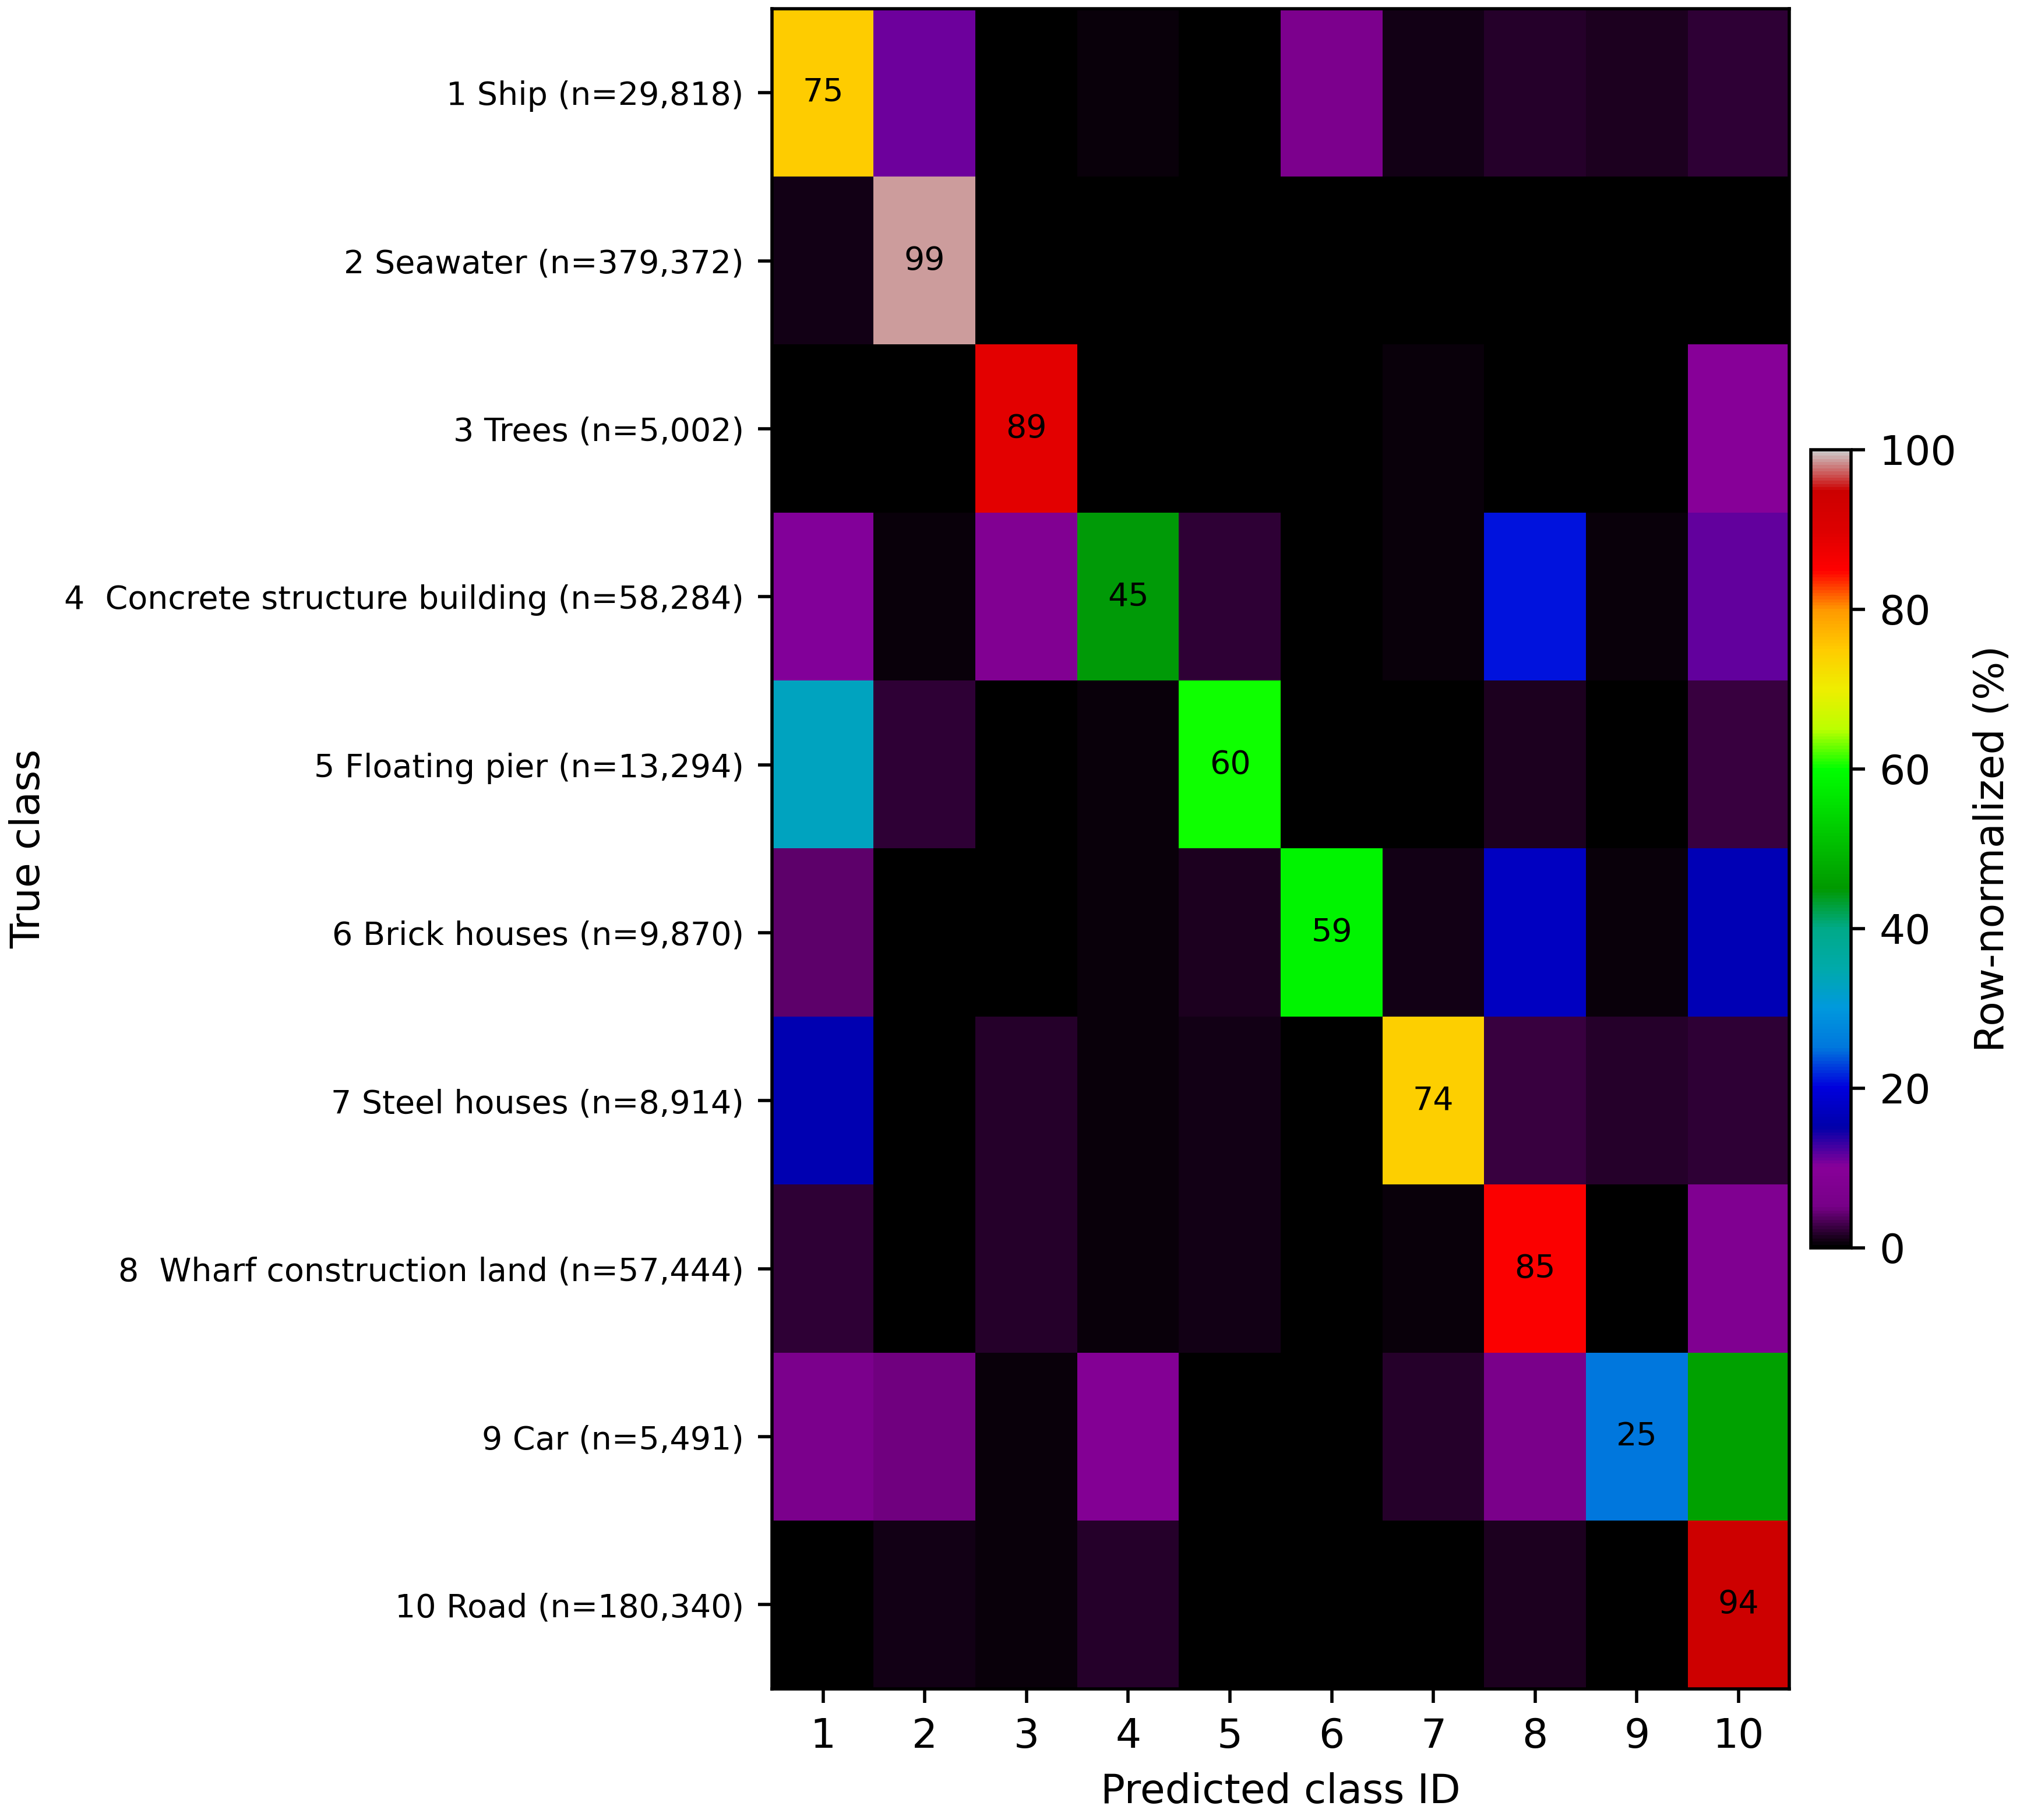 1 Ship (n=29,818)
75
2 Seawater (n=379,372)
99
3 Trees (n=5,002)
89
4  Concrete structure building (n=58,284)
45
5 Floating pier (n=13,294)
60
6 Brick houses (n=9,870)
59
7 Steel houses (n=8,914)
74
8  Wharf construction land (n=57,444)
85
9 Car (n=5,491)
25
10 Road (n=180,340)
94
True class
1 2 3 4 5 6 7 8 9 10
Predicted class ID
100
80
60
40
20
0
Row-normalized (%)